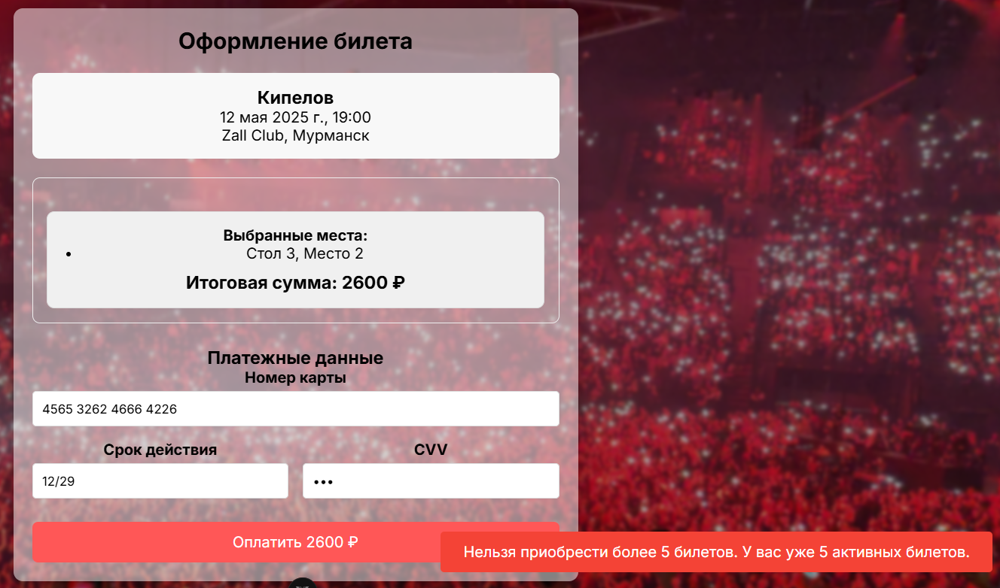 Оформление билета
Кипелов
12 мая 2025 г., 19:00
Zall Club, Мурманск
Выбранные места:
• Стол 3, Место 2
Итоговая сумма: 2600 ₽
Платежные данные
Номер карты
4565 3262 4666 4226
Срок действия
CVV
12/29
•••
Оплатить 2600 ₽
Нельзя приобрести более 5 билетов. У вас уже 5 активных билетов.